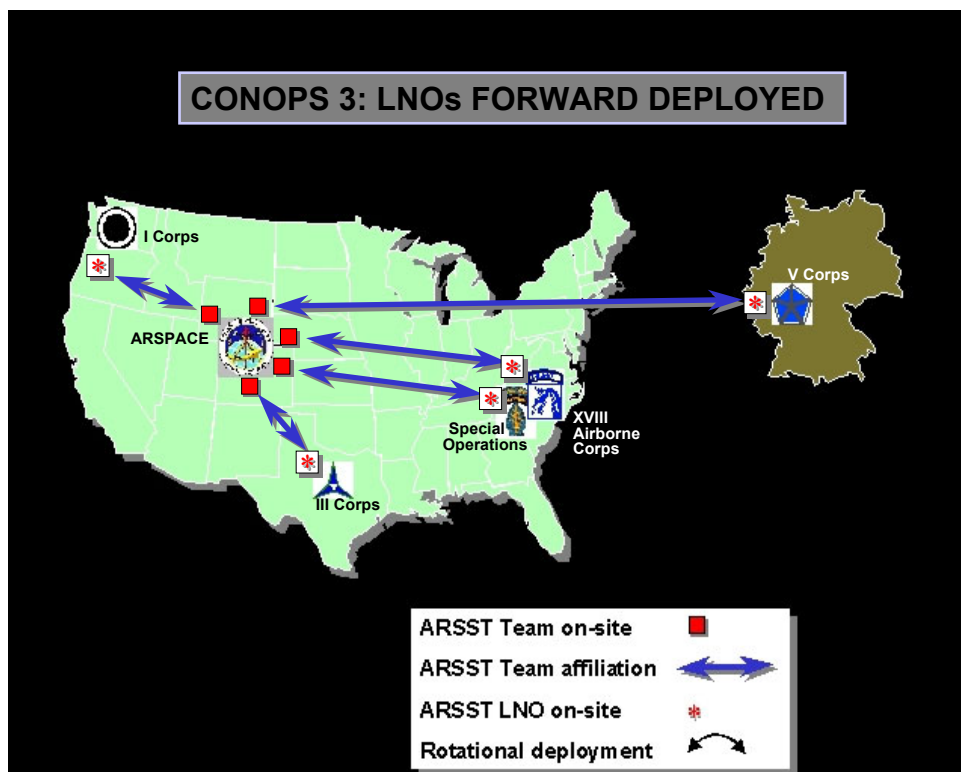 CONOPS 3: LNOs FORWARD DEPLOYED
I Corps
V Corps
ARSPACE
Special
Operations
XVIII
Airborne
Corps
III Corps
ARSST Team on-site
ARSST Team affiliation
ARSST LNO on-site
Rotational deployment